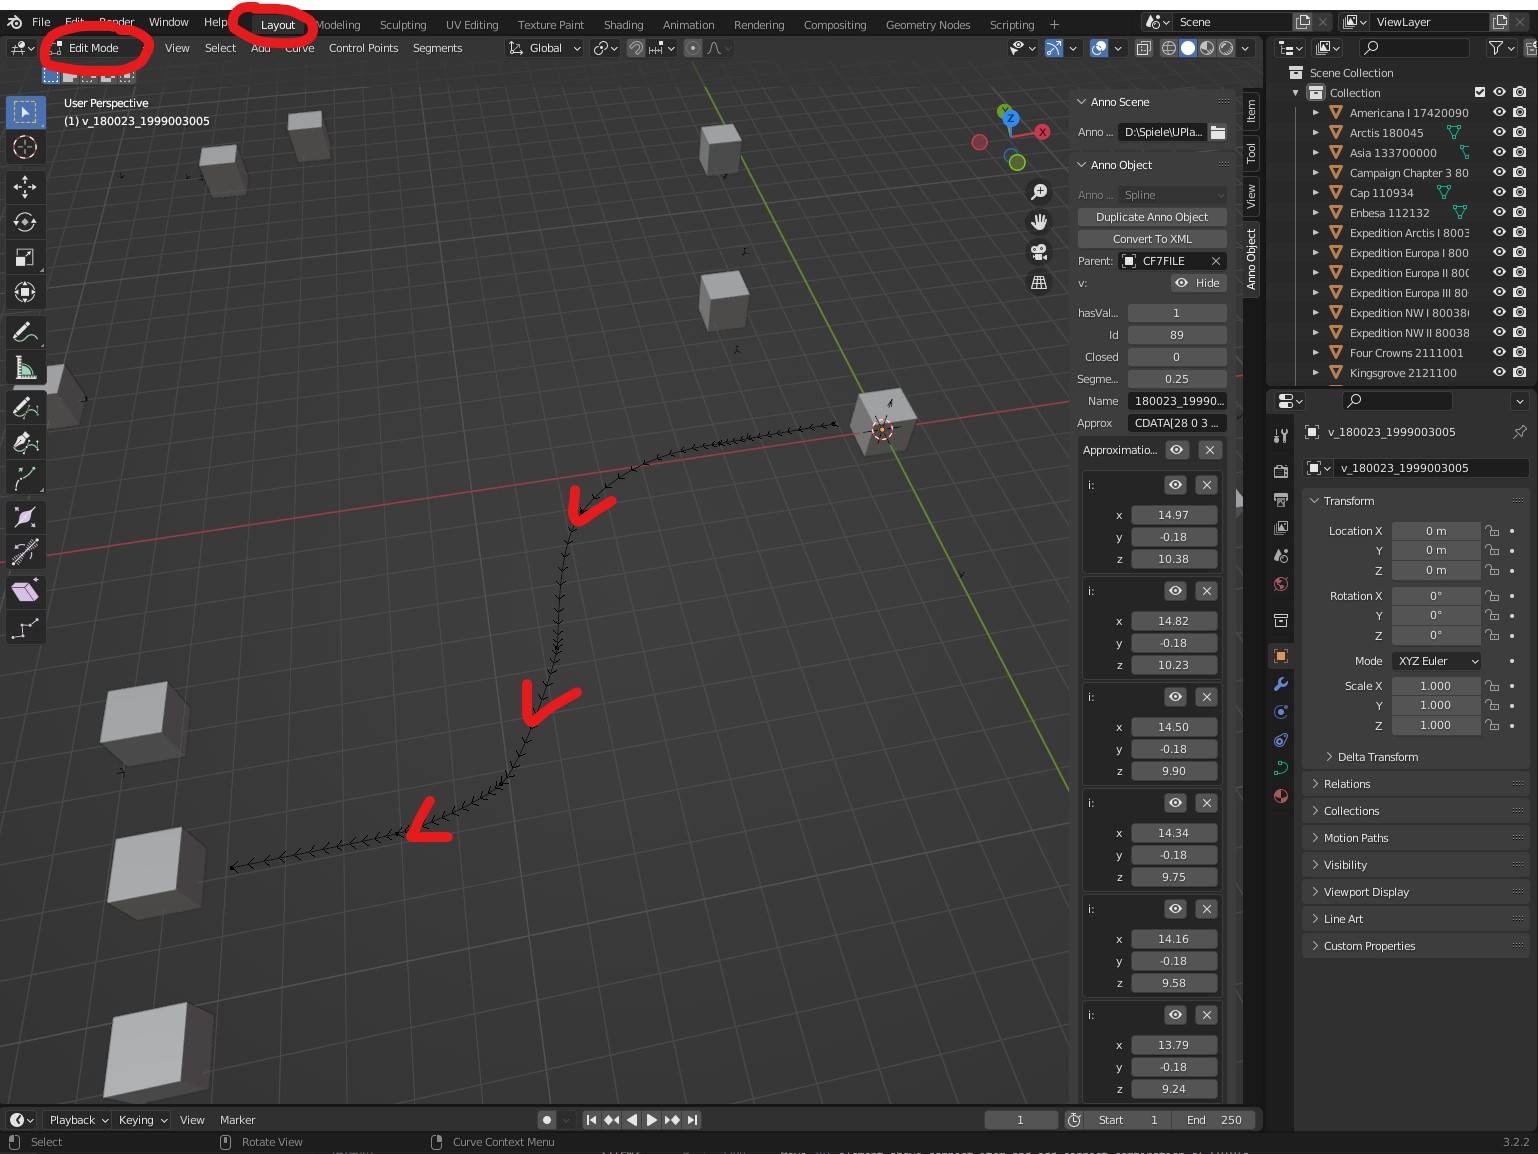 File Edit Render Window Help Layout Modeling Sculpting UV Editing Texture Paint Shading Animation Rendering Compositing Geometry Nodes Scripting + Scene ViewLayer
Edit Mode View Select Add Curve Control Points Segments Global
User Perspective
(1) v_180023_1999003005
Z
X
Y
Anno Scene
Anno ... D:\Spiele\UPla...
Anno Object
Anno ... Spline
Duplicate Anno Object
Convert To XML
Parent: CF7FILE
v: Hide
hasVal... 1
Id 89
Closed 0
Segme... 0.25
Name 180023_19990...
Approx CDATA[28 0 3 ...
Approximatio...
i:
x 14.97
y -0.18
z 10.38
i:
x 14.82
y -0.18
z 10.23
i:
x 14.50
y -0.18
z 9.90
i:
x 14.34
y -0.18
z 9.75
i:
x 14.16
y -0.18
z 9.58
i:
x 13.79
y -0.18
z 9.24
Item
Tool
View
Anno Object
Scene Collection
Collection
Americana I 17420090
Arctis 180045
Asia 133700000
Campaign Chapter 3 80
Cap 110934
Enbesa 112132
Expedition Arctis I 8003
Expedition Europa I 800
Expedition Europa II 800
Expedition Europa III 80
Expedition NW I 80038
Expedition NW II 80038
Four Crowns 2111001
Kingsgrove 2121100
v_180023_1999003005
v_180023_1999003005
Transform
Location X 0 m
Y 0 m
Z 0 m
Rotation X 0°
Y 0°
Z 0°
Mode XYZ Euler
Scale X 1.000
Y 1.000
Z 1.000
Delta Transform
Relations
Collections
Motion Paths
Visibility
Viewport Display
Line Art
Custom Properties
Playback Keying View Marker 1 Start 1 End 250
Select Rotate View Curve Context Menu 3.2.2